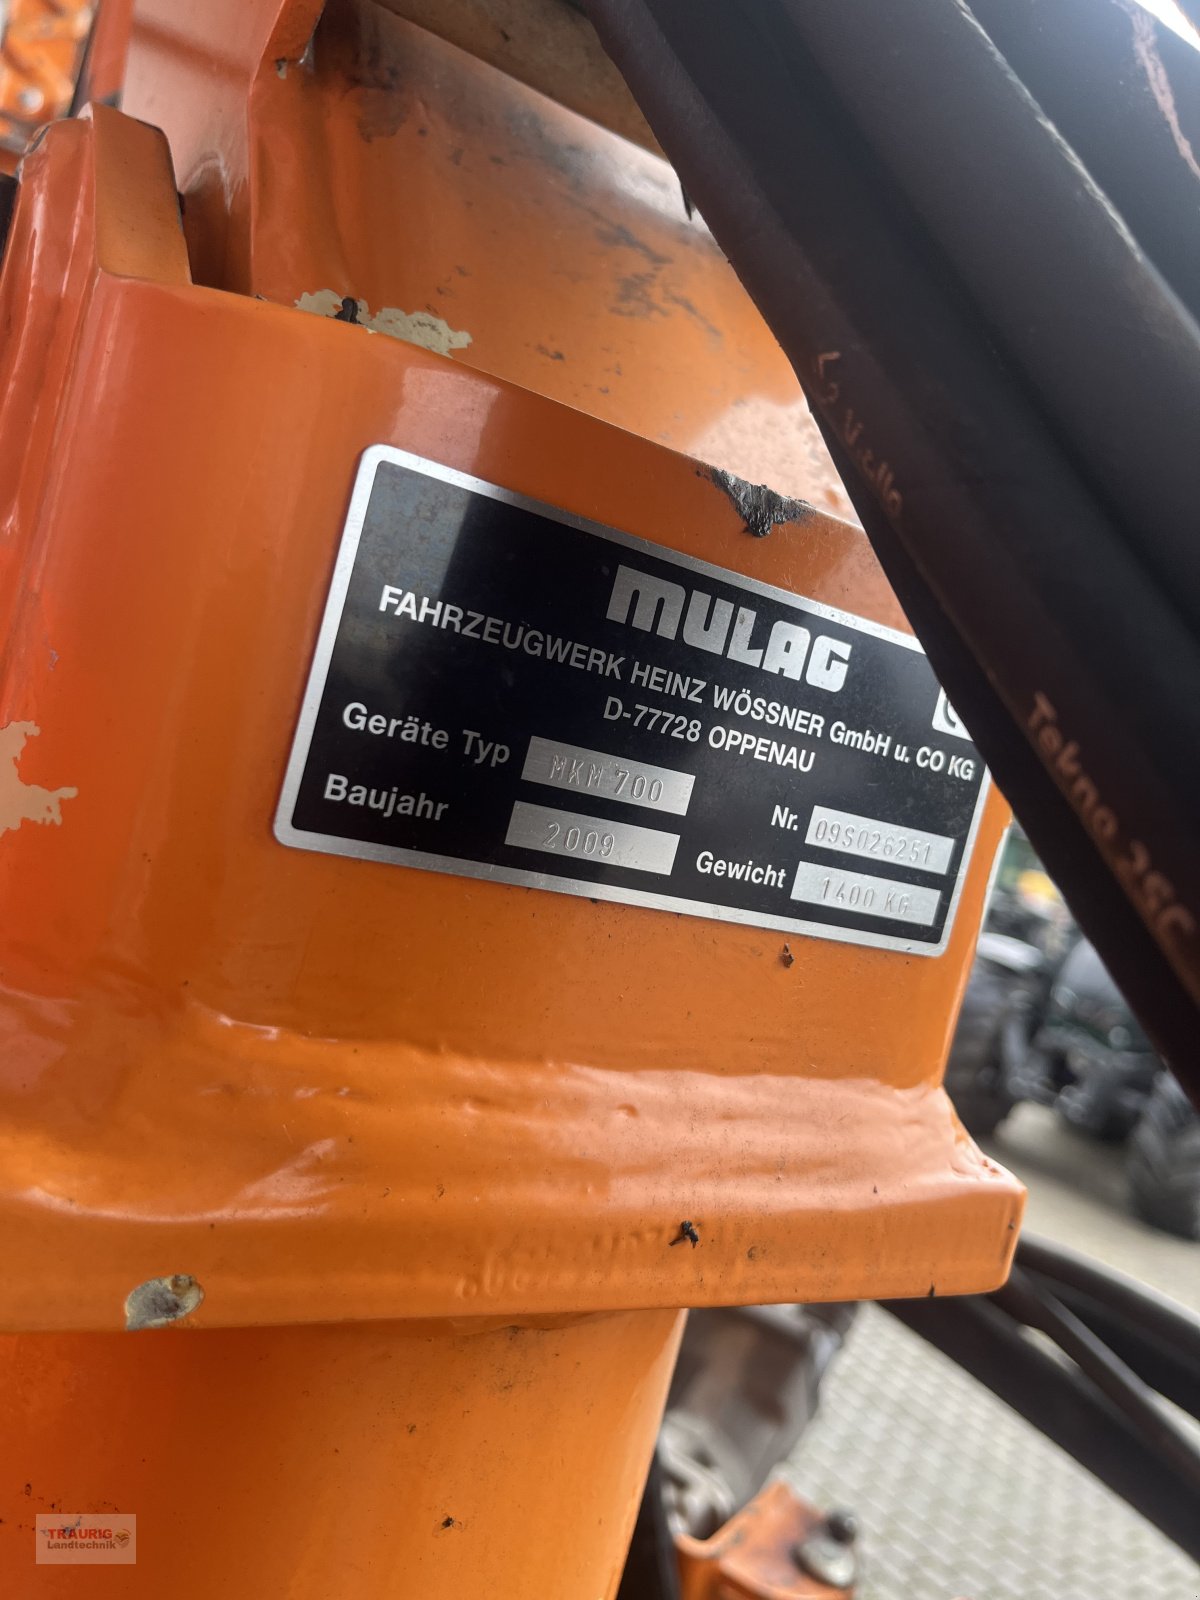 MULAG
FAHRZEUGWERK HEINZ WÖSSNER GmbH u. CO KG
D-77728 OPPENAU
Geräte Typ MKM 700
Nr. 09S026251
Baujahr 2009
Gewicht 1400 KG
TRAURIG
Landtechnik